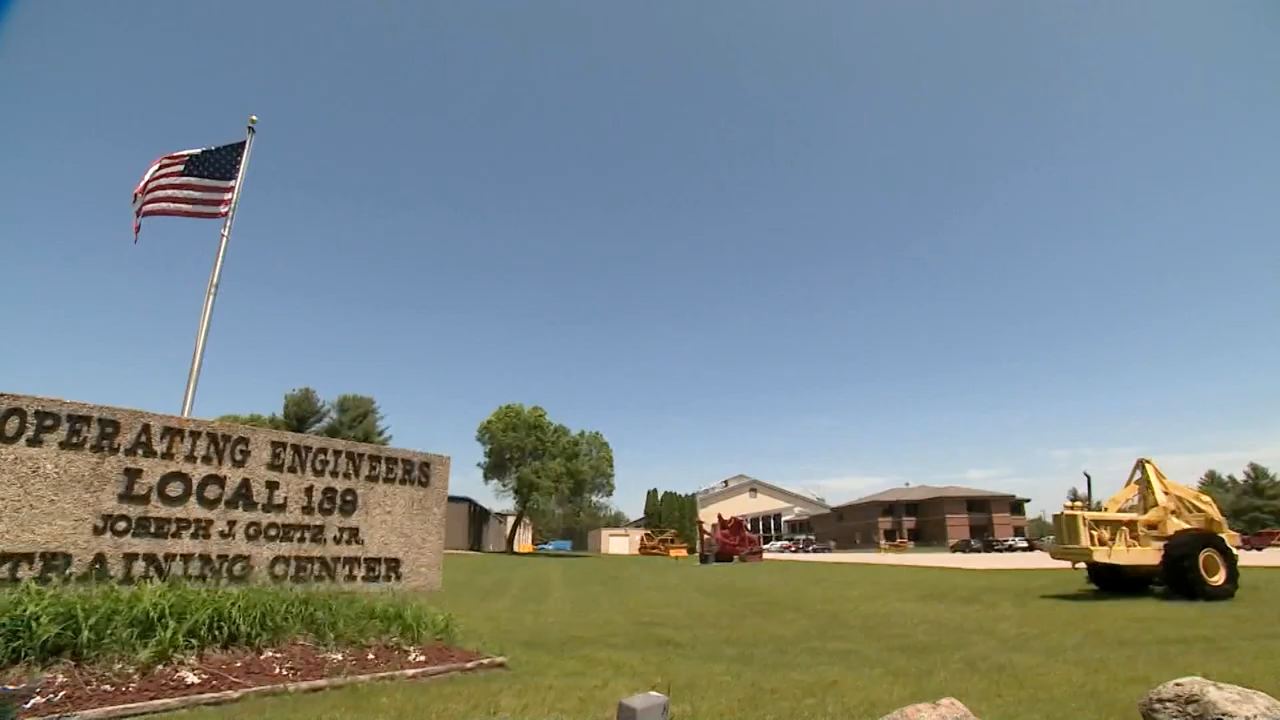 OPERATING ENGINEERS
LOCAL 139
JOSEPH J. GOETZ, JR.
TRAINING CENTER